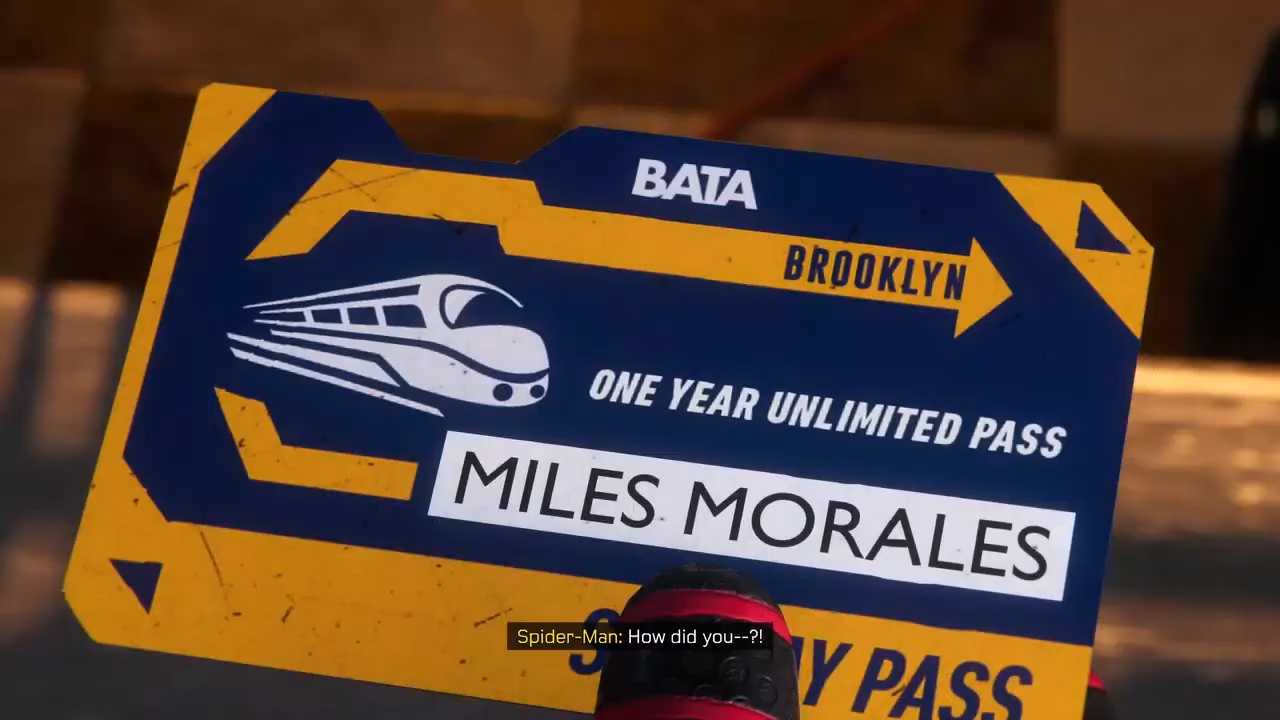 BATA
BROOKLYN
ONE YEAR UNLIMITED PASS
MILES MORALES
Spider-Man: How did you--?!
PASS